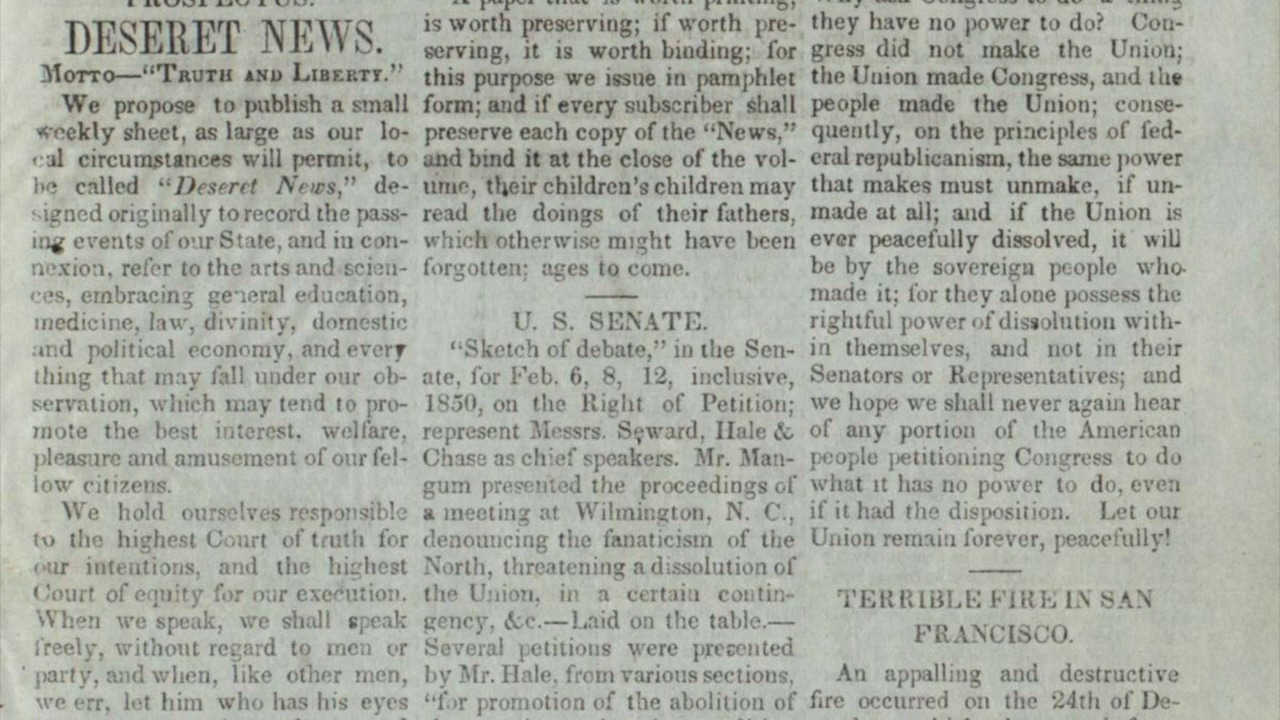 PROSPECTUS.
DESERET NEWS.
MOTTO—"TRUTH AND LIBERTY."
We propose to publish a small
weekly sheet, as large as our lo-
cal circumstances will permit, to
be called "Deseret News," de-
signed originally to record the pass-
ing events of our State, and in con-
nexion, refer to the arts and scien-
ces, embracing general education,
medicine, law, divinity, domestic
and political economy, and every
thing that may fall under our ob-
servation, which may tend to pro-
mote the best interest, welfare,
pleasure and amusement of our fel-
low citizens.
We hold ourselves responsible
to the highest Court of truth for
our intentions, and the highest
Court of equity for our execution.
When we speak, we shall speak
freely, without regard to men or
party, and when, like other men,
we err, let him who has his eyes
A paper that is worth printing,
is worth preserving; if worth pre-
serving, it is worth binding; for
this purpose we issue in pamphlet
form; and if every subscriber shall
preserve each copy of the "News,"
and bind it at the close of the vol-
ume, their children's children may
read the doings of their fathers,
which otherwise might have been
forgotten; ages to come.
U. S. SENATE.
"Sketch of debate," in the Sen-
ate, for Feb. 6, 8, 12, inclusive,
1850, on the Right of Petition;
represent Messrs. Seward, Hale &
Chase as chief speakers. Mr. Man-
gum presented the proceedings of
a meeting at Wilmington, N. C.,
denouncing the fanaticism of the
North, threatening a dissolution of
the Union, in a certain contin-
gency, &c.—Laid on the table.—
Several petitions were presented
by Mr. Hale, from various sections,
"for promotion of the abolition of
Why ask Congress to do a thing
they have no power to do? Con-
gress did not make the Union;
the Union made Congress, and the
people made the Union; conse-
quently, on the principles of fed-
eral republicanism, the same power
that makes must unmake, if un-
made at all; and if the Union is
ever peacefully dissolved, it will
be by the sovereign people who
made it; for they alone possess the
rightful power of dissolution with-
in themselves, and not in their
Senators or Representatives; and
we hope we shall never again hear
of any portion of the American
people petitioning Congress to do
what it has no power to do, even
if it had the disposition. Let our
Union remain forever, peacefully!
TERRIBLE FIRE IN SAN
FRANCISCO.
An appalling and destructive
fire occurred on the 24th of De-